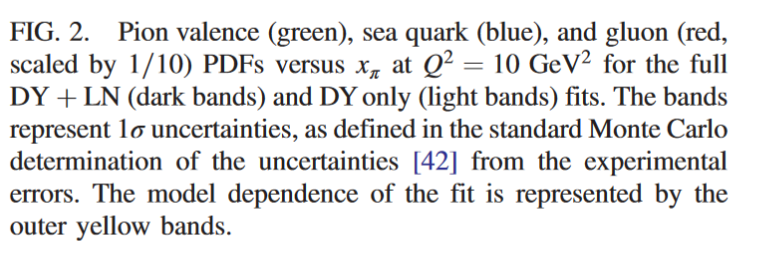 FIG. 2. Pion valence (green), sea quark (blue), and gluon (red,
scaled by 1/10) PDFs versus xπ at Q² = 10 GeV² for the full
DY + LN (dark bands) and DY only (light bands) fits. The bands
represent 1σ uncertainties, as defined in the standard Monte Carlo
determination of the uncertainties [42] from the experimental
errors. The model dependence of the fit is represented by the
outer yellow bands.